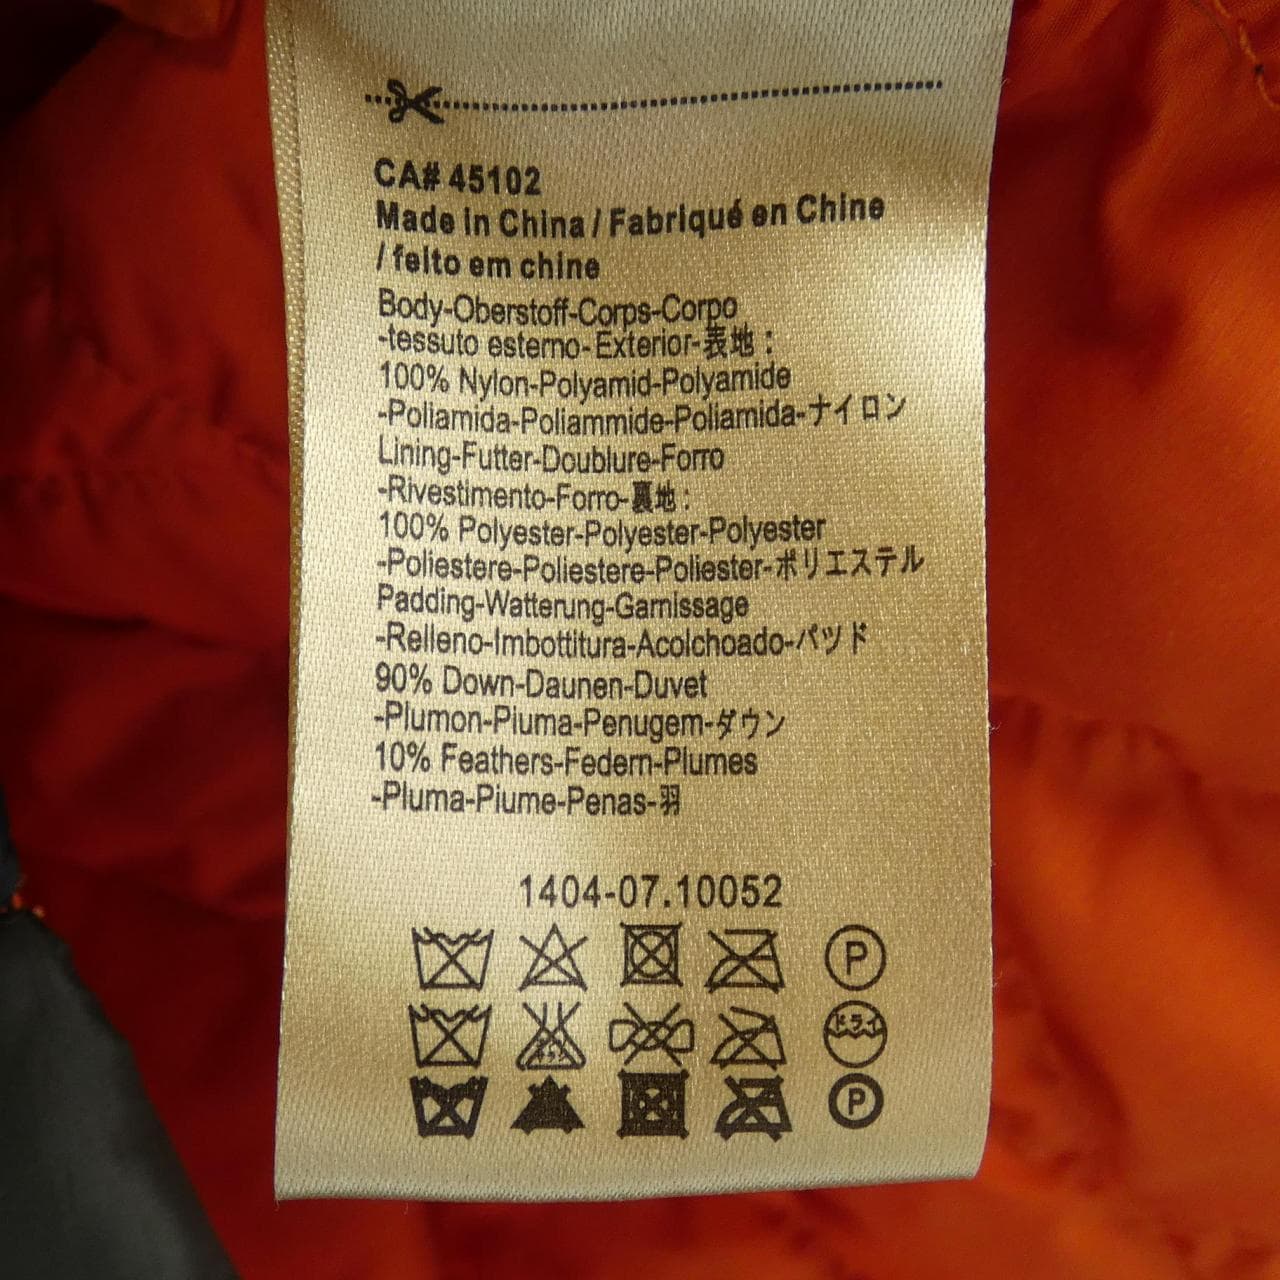 CA# 45102
Made in China / Fabriqué en Chine
/ feito em chine
Body-Oberstoff-Corps-Corpo
-tessuto esterno-Exterior-表地 :
100% Nylon-Polyamid-Polyamide
-Poliamida-Poliammide-Poliamida-ナイロン
Lining-Futter-Doublure-Forro
-Rivestimento-Forro-裏地 :
100% Polyester-Polyester-Polyester
-Poliestere-Poliestere-Poliester-ポリエステル
Padding-Watterung-Garnissage
-Relleno-Imbottitura-Acolchoado-パッド
90% Down-Daunen-Duvet
-Plumon-Piuma-Penugem-ダウン
10% Feathers-Federn-Plumes
-Pluma-Piume-Penas-羽
1404-07.10052
P
ドライ
P